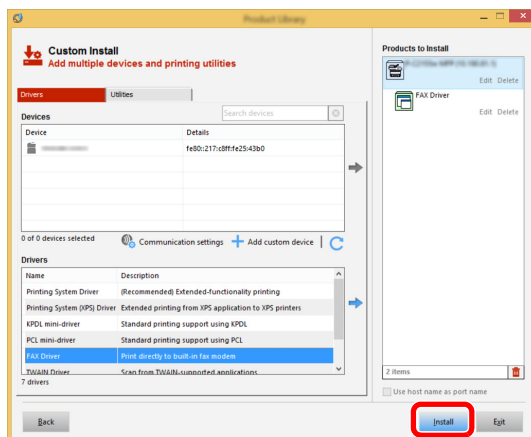 Product Library
Custom Install
Add multiple devices and printing utilities
Drivers
Utilities
Devices
Search devices
Device
Details
fe80::217:c8ff:fe25:43b0
0 of 0 devices selected
Communication settings
Add custom device
Drivers
Name
Description
Printing System Driver
(Recommended) Extended-functionality printing
Printing System (XPS) Driver
Extended printing from XPS application to XPS printers
KPDL mini-driver
Standard printing support using KPDL
PCL mini-driver
Standard printing support using PCL
FAX Driver
Print directly to built-in fax modem
TWAIN Driver
Scan from TWAIN-supported applications
7 drivers
Products to Install
Edit Delete
FAX Driver
Edit Delete
2 items
Use host name as port name
Back
Install
Exit